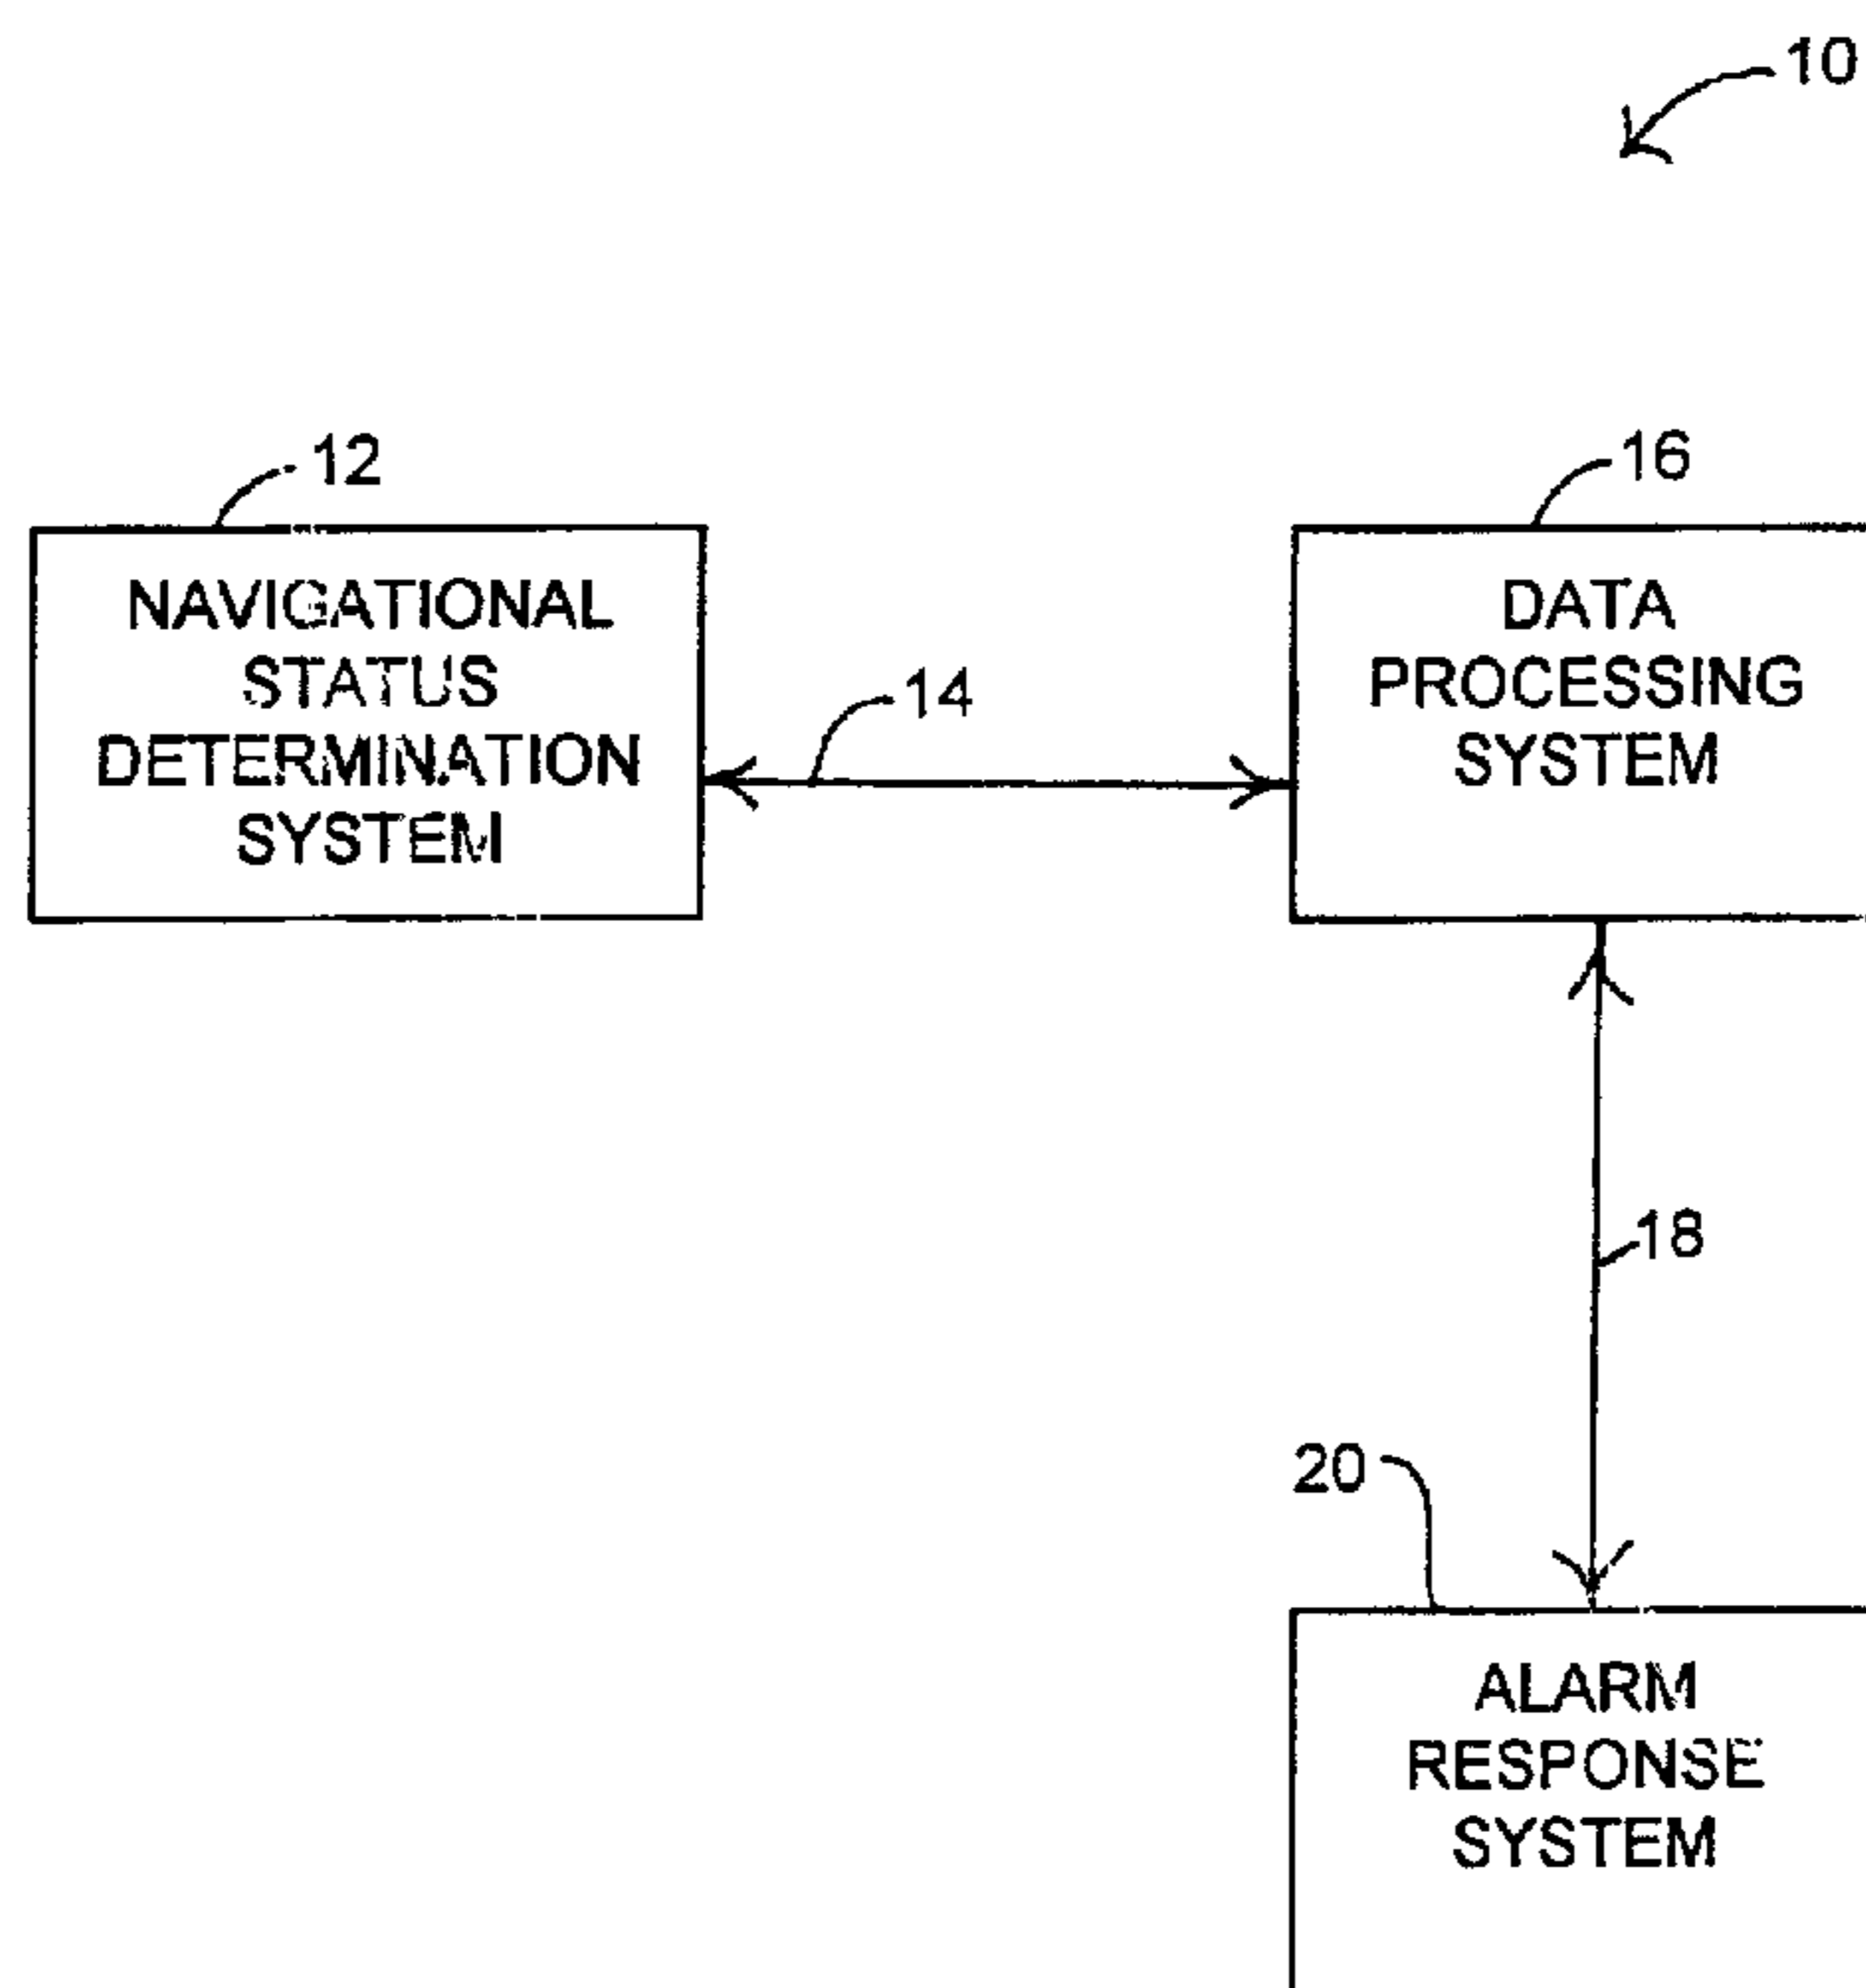 10
12
16
NAVIGATIONAL
STATUS
DETERMINATION
SYSTEM
DATA
PROCESSING
SYSTEM
14
18
20
ALARM
RESPONSE
SYSTEM